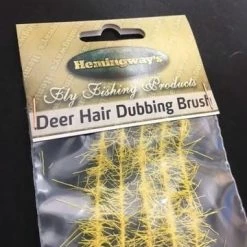 Hemingway's
Fly Fishing Products
Deer Hair Dubbing Brush